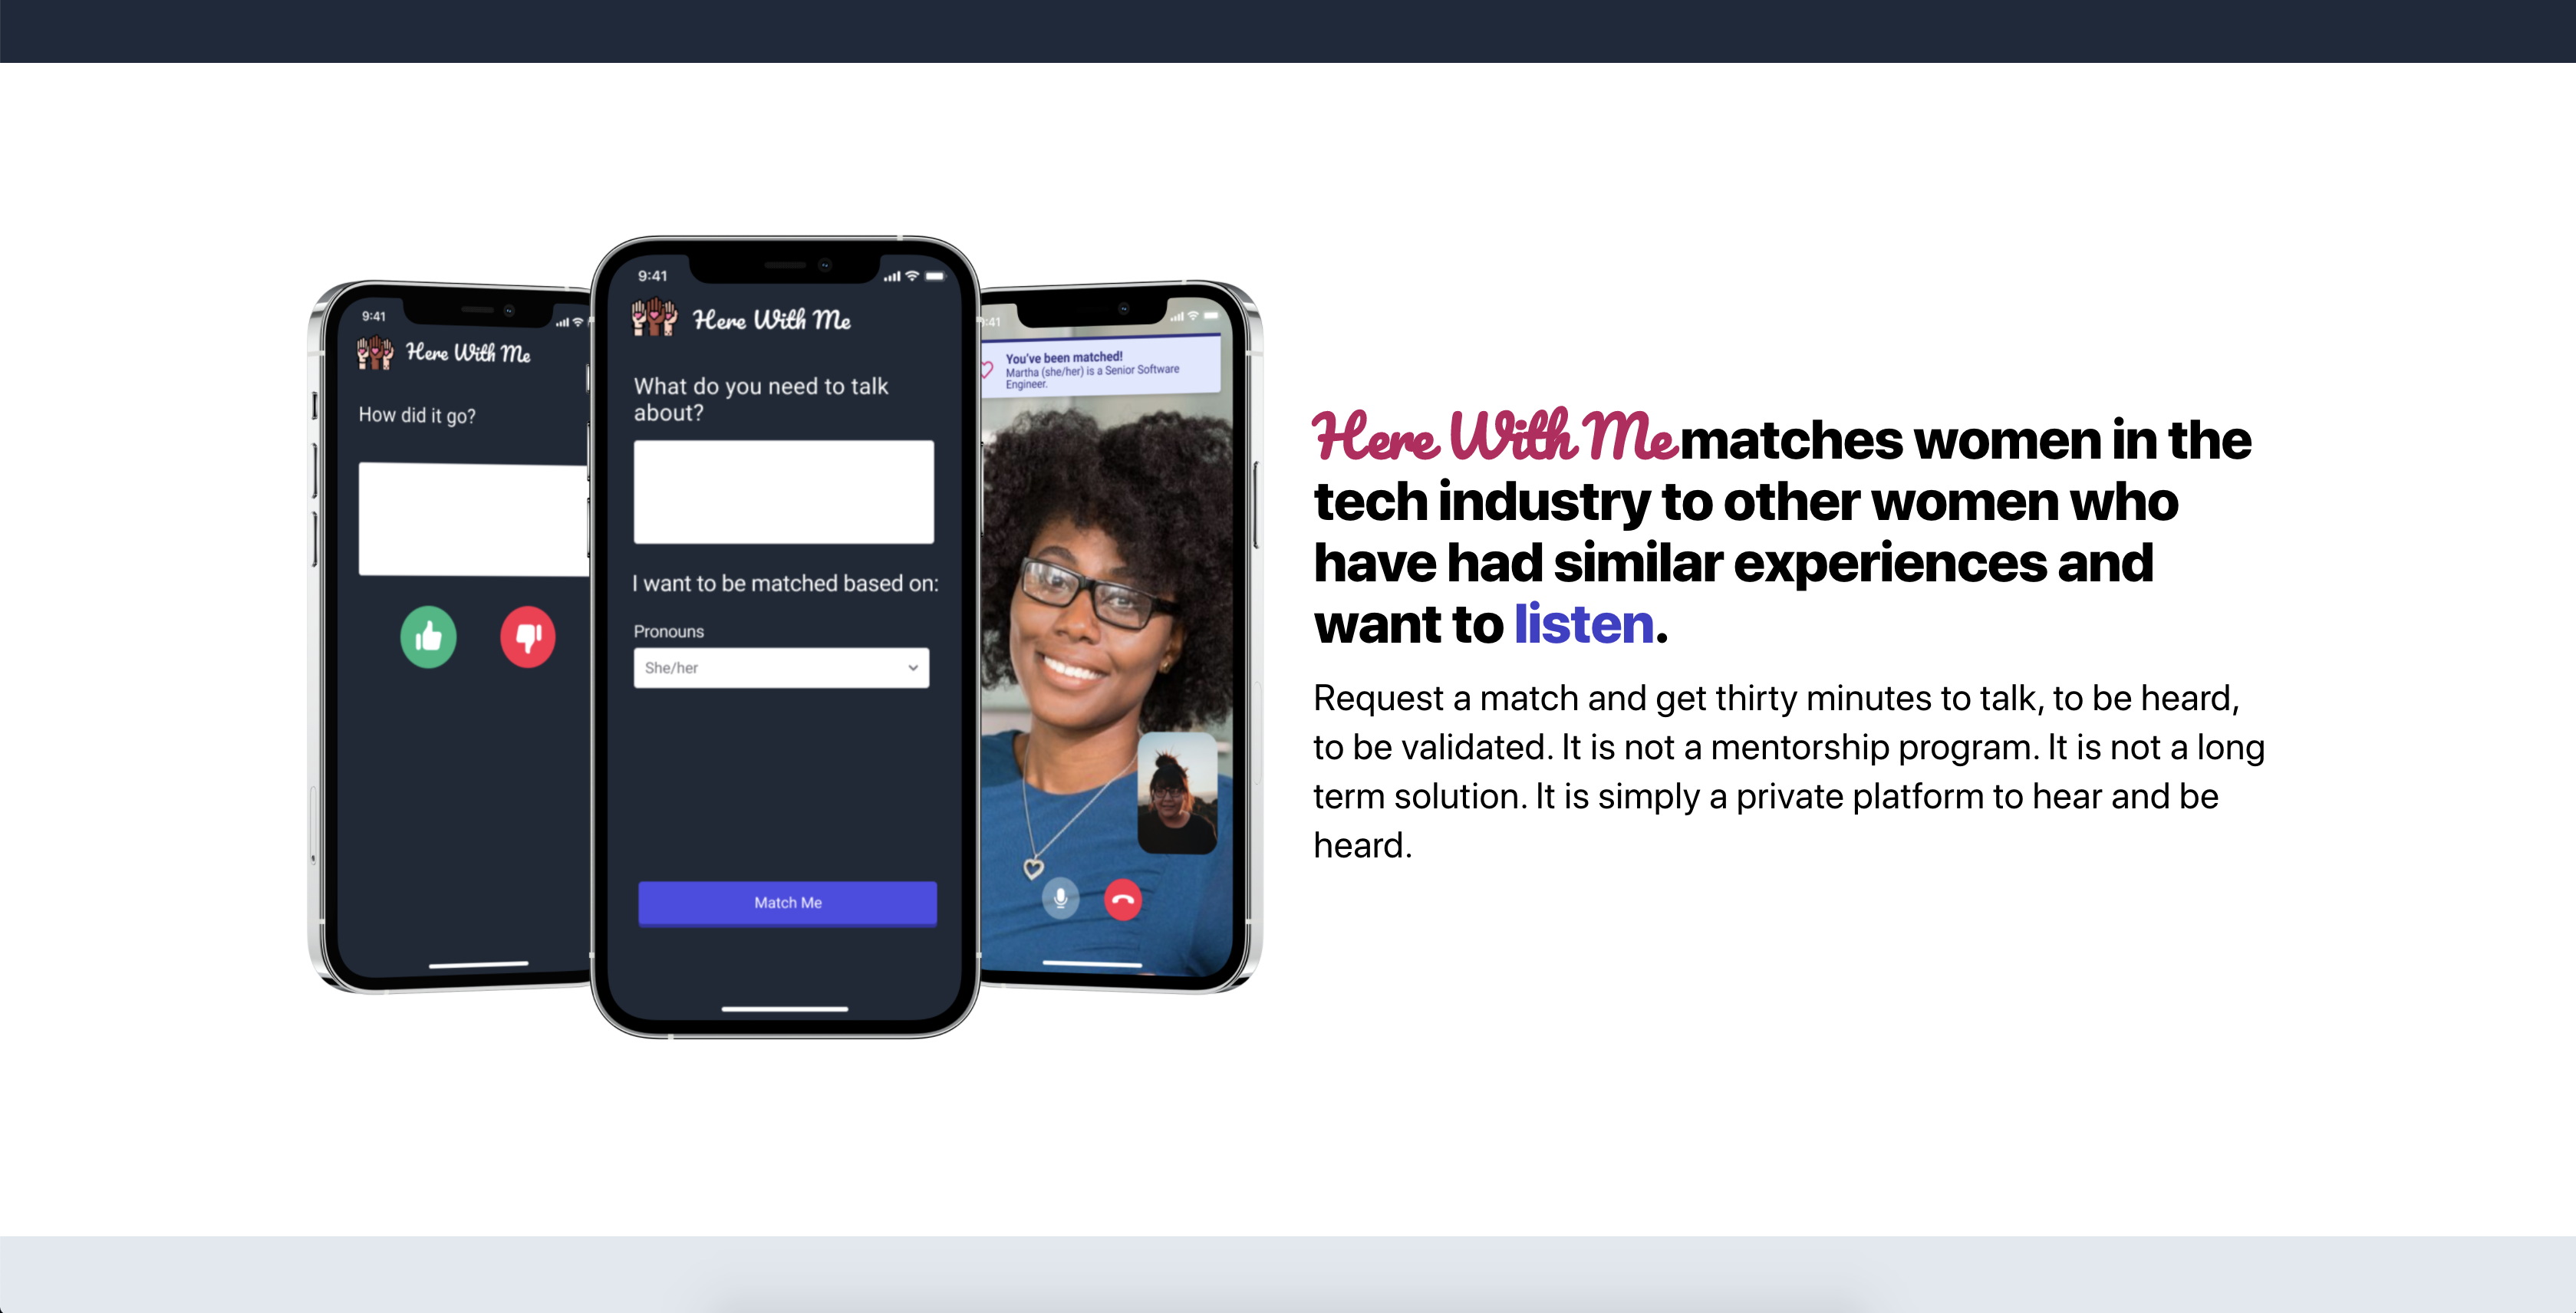 9:41
Here With Me
How did it go?
9:41
Here With Me
What do you need to talk
about?
I want to be matched based on:
Pronouns
She/her
Match Me
:41
You've been matched!
Martha (she/her) is a Senior Software
Engineer.
Here With Me matches women in the
tech industry to other women who
have had similar experiences and
want to listen.
Request a match and get thirty minutes to talk, to be heard,
to be validated. It is not a mentorship program. It is not a long
term solution. It is simply a private platform to hear and be
heard.